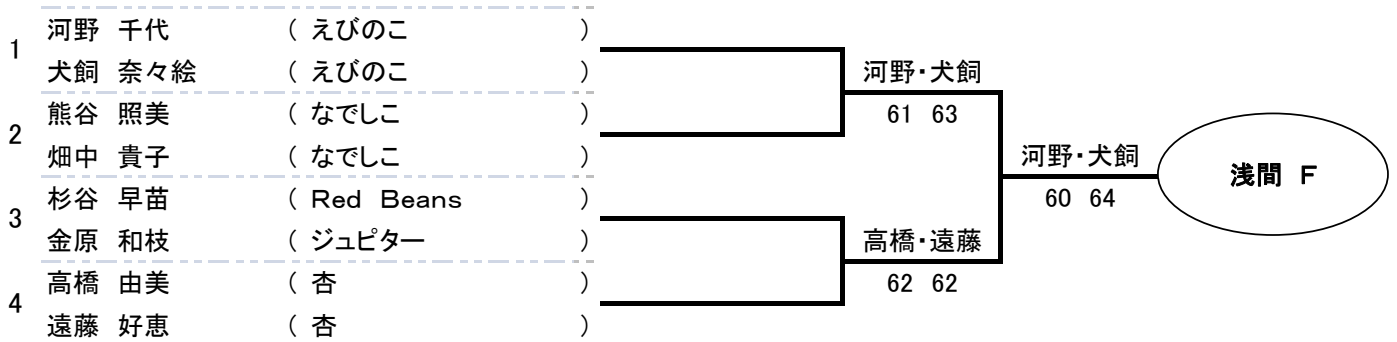 1
河野 千代 ( えびのこ )
犬飼 奈々絵 ( えびのこ )
2
熊谷 照美 ( なでしこ )
畑中 貴子 ( なでしこ )
3
杉谷 早苗 ( Red Beans )
金原 和枝 ( ジュピター )
4
高橋 由美 ( 杏 )
遠藤 好恵 ( 杏 )
河野・犬飼
61 63
高橋・遠藤
62 62
河野・犬飼
60 64
浅間 F